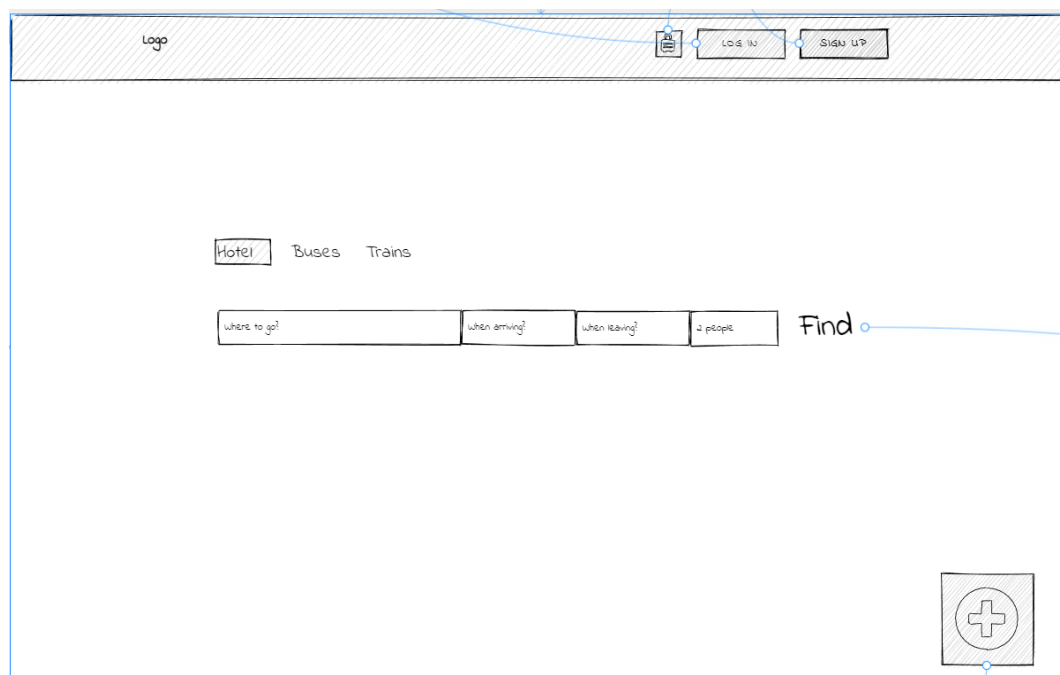 Logo
LOG IN
SIGN UP
Hotel
Buses
Trains
Where to go?
When arriving?
When leaving?
2 people
Find